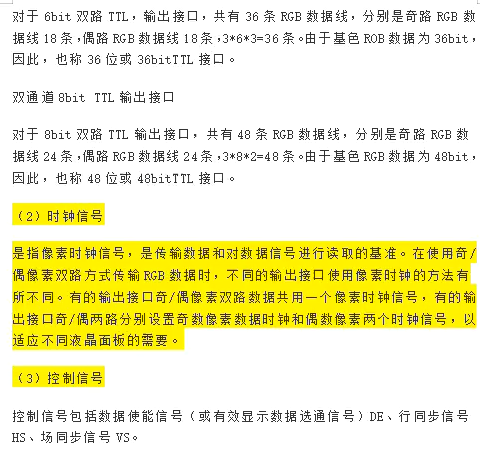 对于 6bit 双路 TTL，输出接口，共有 36 条 RGB 数据线，分别是奇路 RGB 数
据线 18 条，偶路 RGB 数据线 18 条，3*6*3=36 条。由于基色 ROB 数据为 36bit，
因此，也称 36 位或 36bitTTL 接口。
双通道 8bit TTL 输出接口
对于 8bit 双路 TTL 输出接口，共有 48 条 RGB 数据线，分别是奇路 RGB 数
据线 24 条，偶路 RGB 数据线 24 条，3*8*2=48 条。由于基色 RGB 数据为 48bit，
因此，也称 48 位或 48bitTTL 接口。
（2）时钟信号
是指像素时钟信号，是传输数据和对数据信号进行读取的基准。在使用奇/
偶像素双路方式传输 RGB 数据时，不同的输出接口使用像素时钟的方法有
所不同。有的输出接口奇/偶像素双路数据共用一个像素时钟信号，有的输
出接口奇/偶两路分别设置奇数像素数据时钟和偶数像素两个时钟信号，以
适应不同液晶面板的需要。
（3）控制信号
控制信号包括数据使能信号（或有效显示数据选通信号）DE、行同步信号
HS、场同步信号 VS。